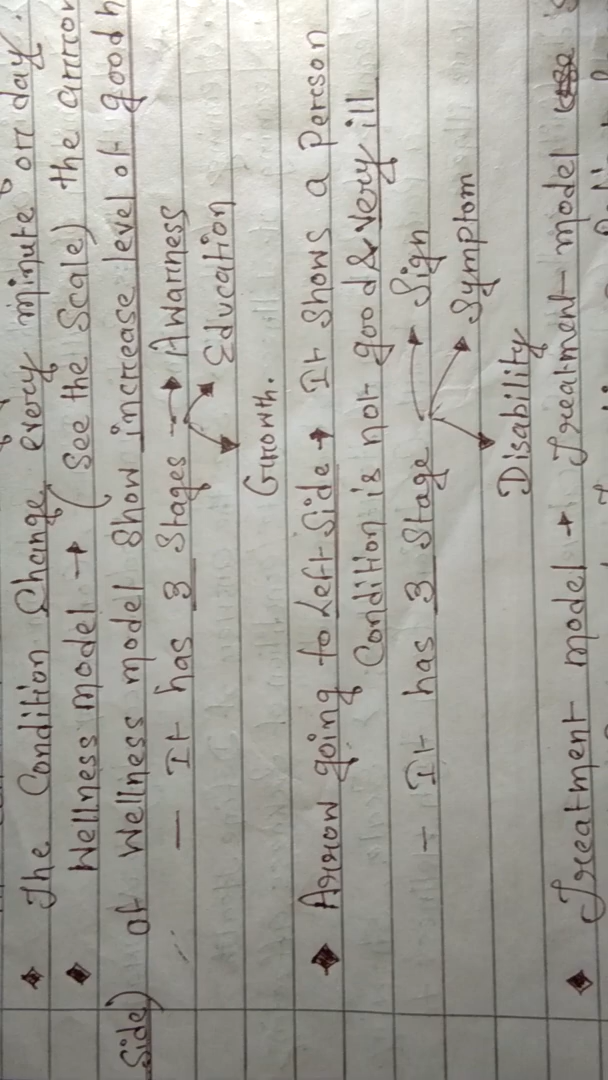 The Condition Change every minute or day.
Wellness model → (See the Scale) the arrow
Side) of Wellness model Show increase level of good h
— It has 3 Stages → Awarness
Education
Growth.
Arrow going to Left Side → It Shows a Person
Condition is not good & very ill
— It has 3 Stage → Sign
Symptom
Disability
Treatment model → Treatment model